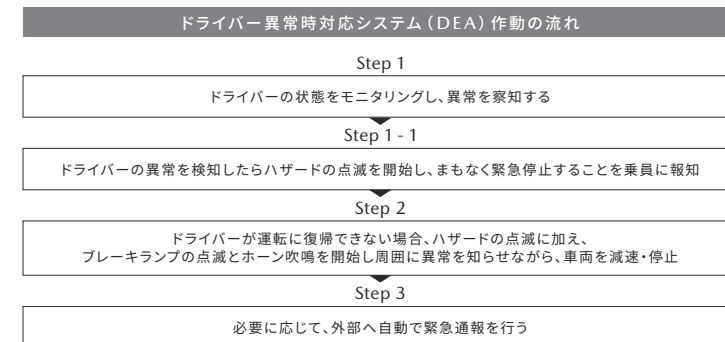 ドライバー異常時対応システム（DEA）作動の流れ
Step 1
ドライバーの状態をモニタリングし、異常を察知する
Step 1 - 1
ドライバーの異常を検知したらハザードの点滅を開始し、まもなく緊急停止することを乗員に報知
Step 2
ドライバーが運転に復帰できない場合、ハザードの点滅に加え、
ブレーキランプの点滅とホーン吹鳴を開始し周囲に異常を知らせながら、車両を減速・停止
Step 3
必要に応じて、外部へ自動で緊急通報を行う